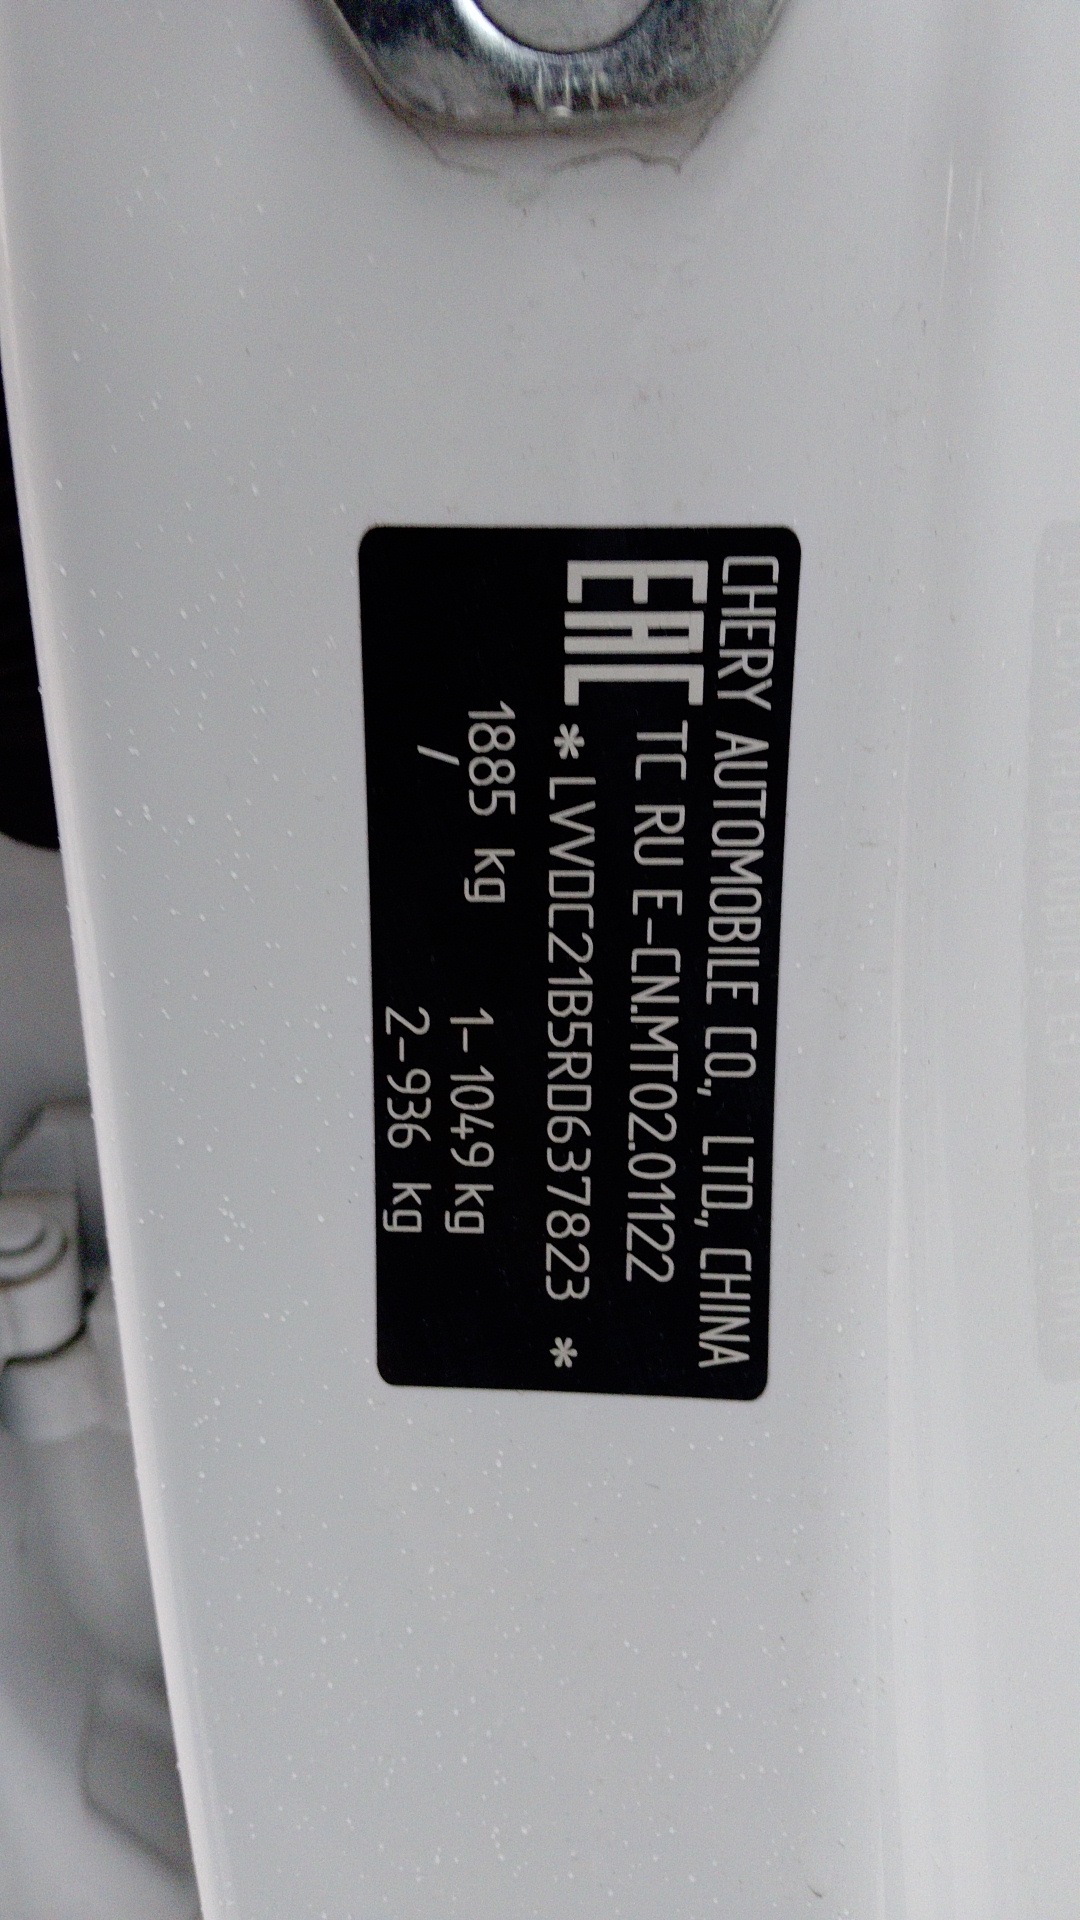 CHERY AUTOMOBILE CO., LTD., CHINA
EAC TC RU E-CN.MT02.01122
*LVVDC21B5RD637823 *
1885 kg 1-1049 kg
/ 2-936 kg